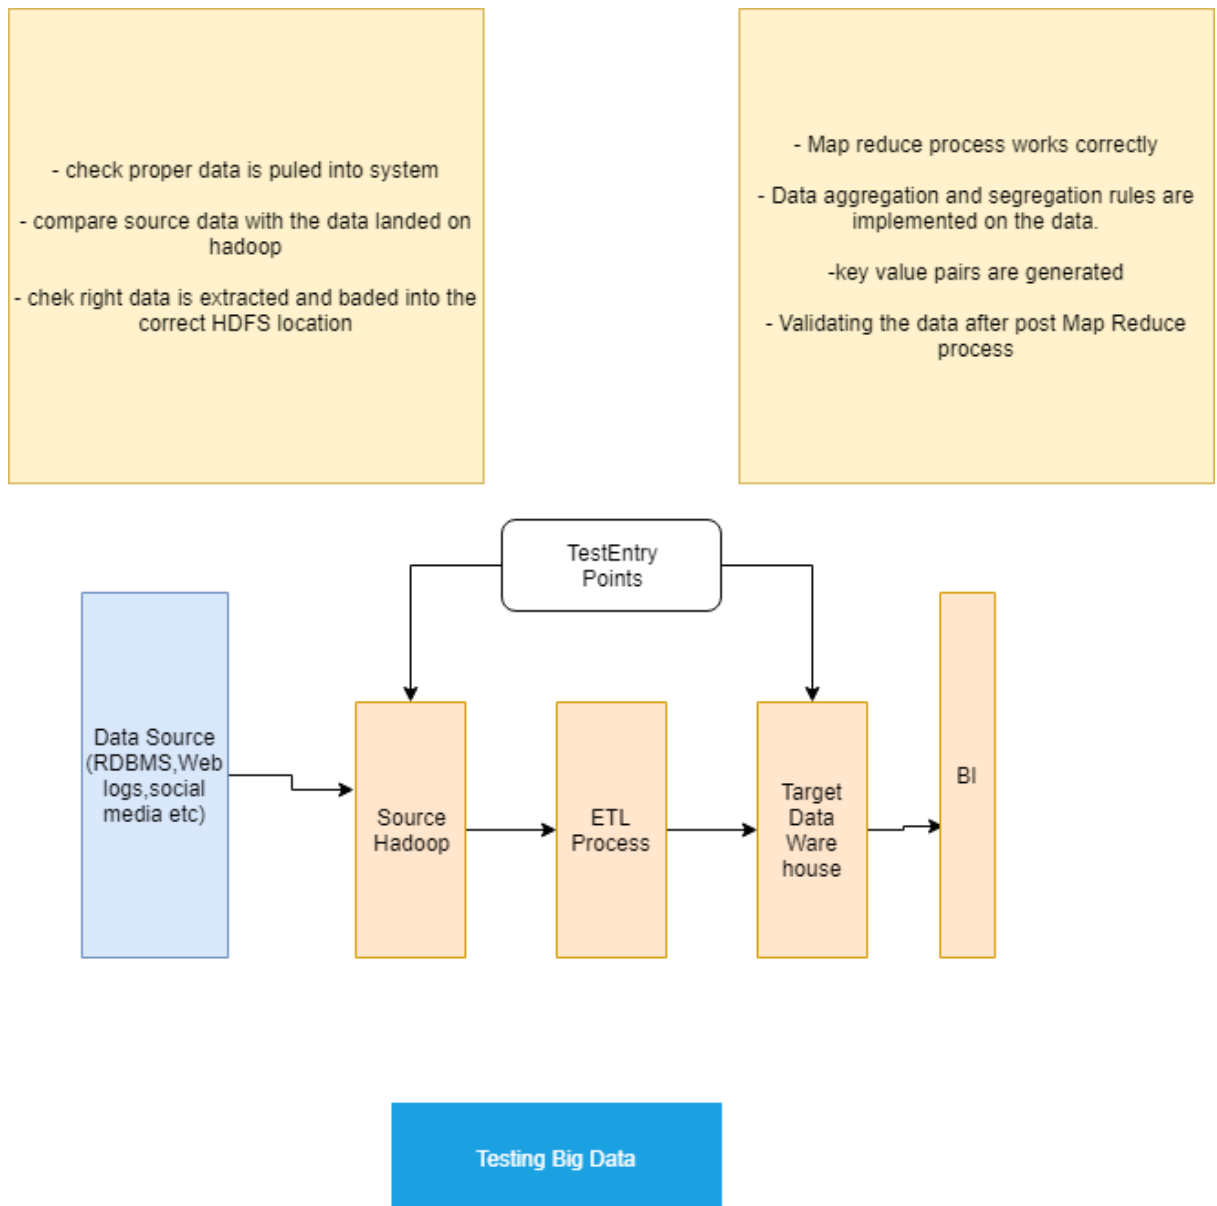 - check proper data is puled into system
- compare source data with the data landed on
hadoop
- chek right data is extracted and baded into the
correct HDFS location
- Map reduce process works correctly
- Data aggregation and segregation rules are
implemented on the data.
-key value pairs are generated
- Validating the data after post Map Reduce
process
TestEntry
Points
Data Source
(RDBMS,Web
logs,social
media etc)
Source
Hadoop
ETL
Process
Target
Data
Ware
house
BI
Testing Big Data